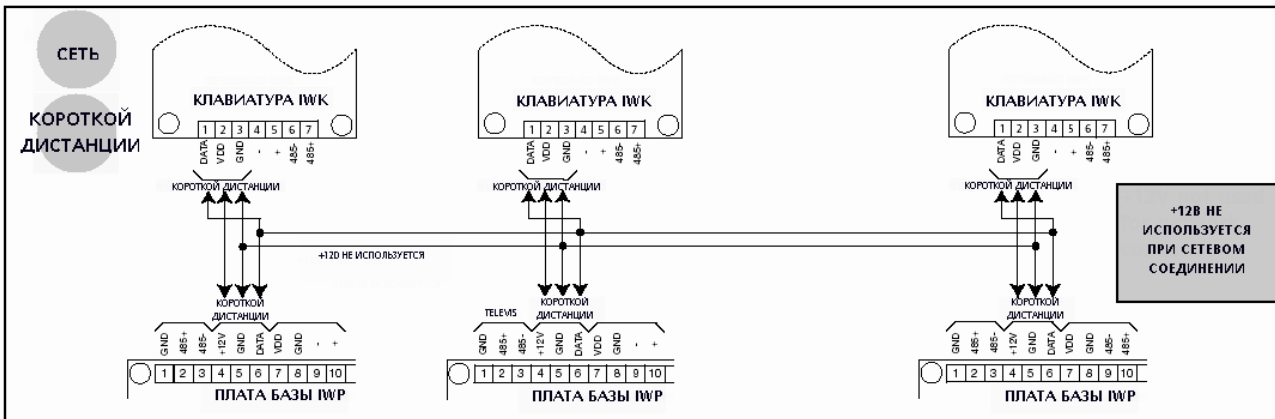 СЕТЬ
КОРОТКОЙ
ДИСТАНЦИИ
КЛАВИАТУРА IWK
1 2 3 4 5 6 7
DATA VDD GND - + 485- 485+
КОРОТКОЙ ДИСТАНЦИИ
КЛАВИАТУРА IWK
1 2 3 4 5 6 7
DATA VDD GND - + 485- 485+
КОРОТКОЙ ДИСТАНЦИИ
КЛАВИАТУРА IWK
1 2 3 4 5 6 7
DATA VDD GND - + 485- 485+
КОРОТКОЙ ДИСТАНЦИИ
+12D НЕ ИСПОЛЬЗУЕТСЯ
+12В НЕ
ИСПОЛЬЗУЕТСЯ
ПРИ СЕТЕВОМ
СОЕДИНЕНИИ
КОРОТКОЙ
ДИСТАНЦИИ
GND 485+ 485- +12V GND DATA VDD GND - +
1 2 3 4 5 6 7 8 9 10
ПЛАТА БАЗЫ IWP
TELEVIS
КОРОТКОЙ
ДИСТАНЦИИ
GND 485+ 485- +12V GND DATA VDD GND - +
1 2 3 4 5 6 7 8 9 10
ПЛАТА БАЗЫ IWP
КОРОТКОЙ
ДИСТАНЦИИ
GND 485+ 485- +12V GND DATA VDD GND 485- 485+
1 2 3 4 5 6 7 8 9 10
ПЛАТА БАЗЫ IWP